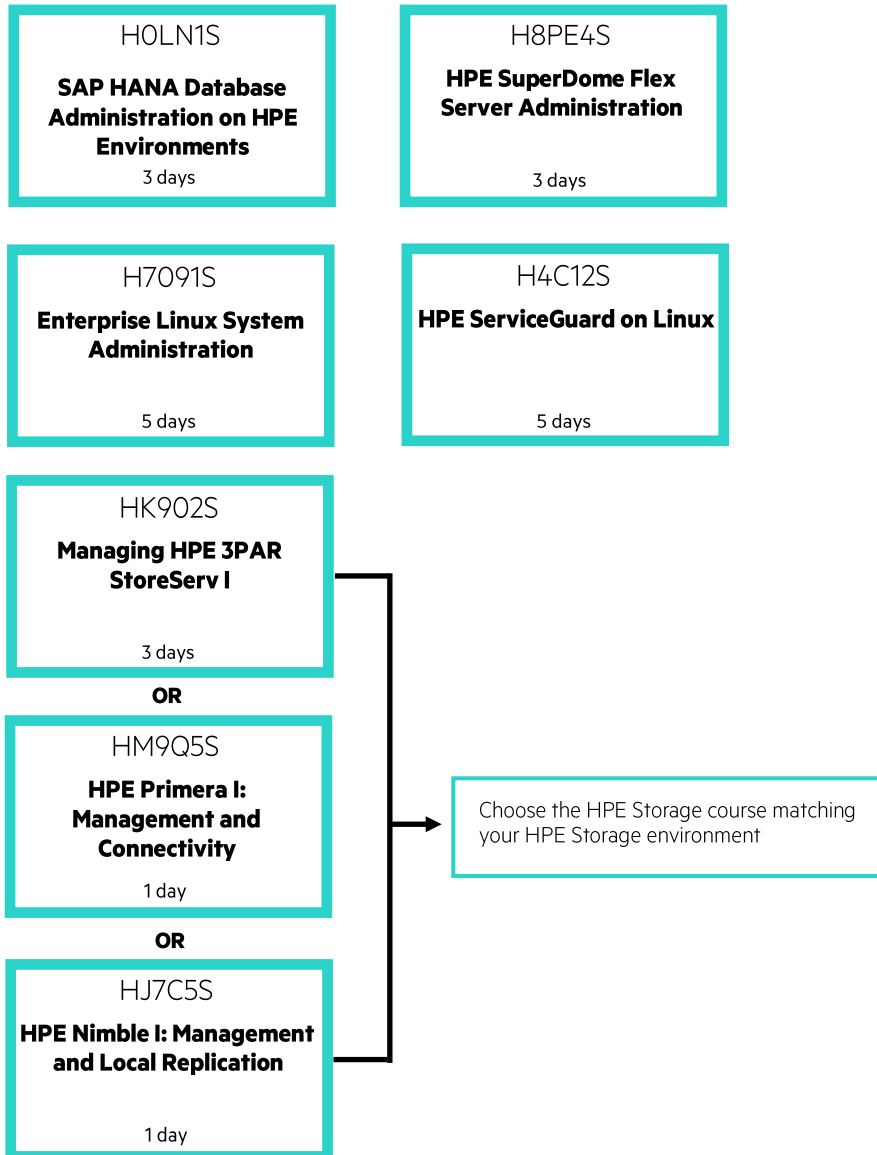 H0LN1S
SAP HANA Database
Administration on HPE
Environments
3 days
H8PE4S
HPE SuperDome Flex
Server Administration
3 days
H7091S
Enterprise Linux System
Administration
5 days
H4C12S
HPE ServiceGuard on Linux
5 days
HK902S
Managing HPE 3PAR
StoreServ I
3 days
OR
HM9Q5S
HPE Primera I:
Management and
Connectivity
1 day
OR
HJ7C5S
HPE Nimble I: Management
and Local Replication
1 day
Choose the HPE Storage course matching
your HPE Storage environment